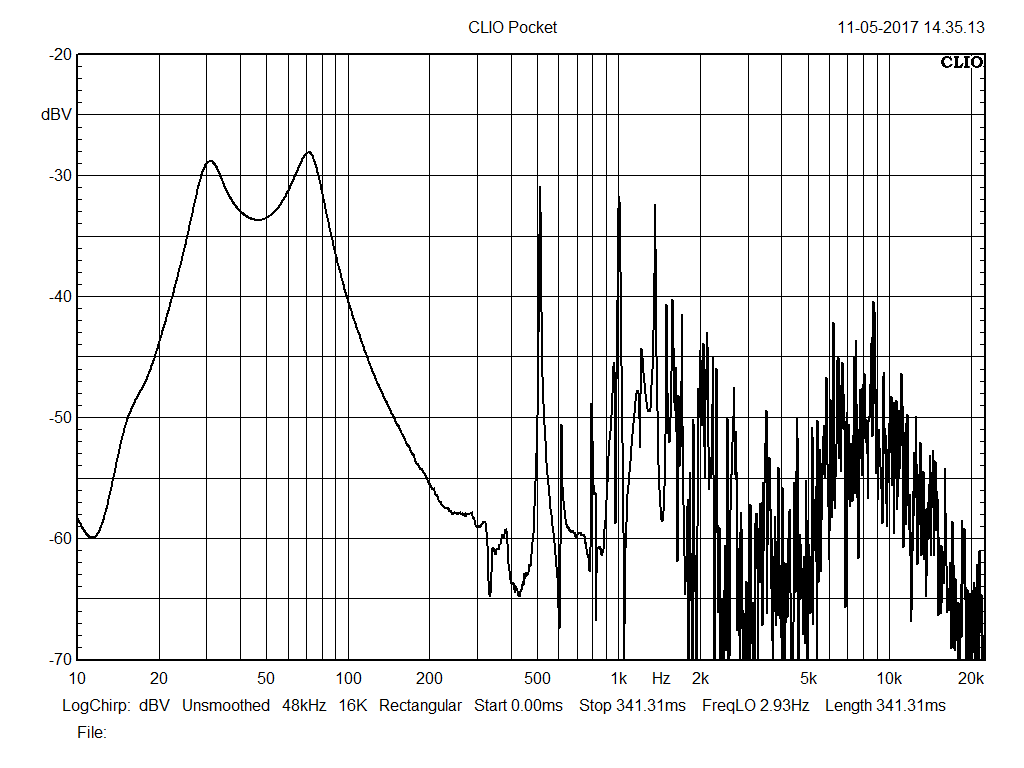 CLIO Pocket 11-05-2017 14.35.13
-20
CLIO
dBV
-30
-40
-50
-60
-70
10 20 50 100 200 500 1k Hz 2k 5k 10k 20k
LogChirp: dBV Unsmoothed 48kHz 16K Rectangular Start 0.00ms Stop 341.31ms FreqLO 2.93Hz Length 341.31ms
File: